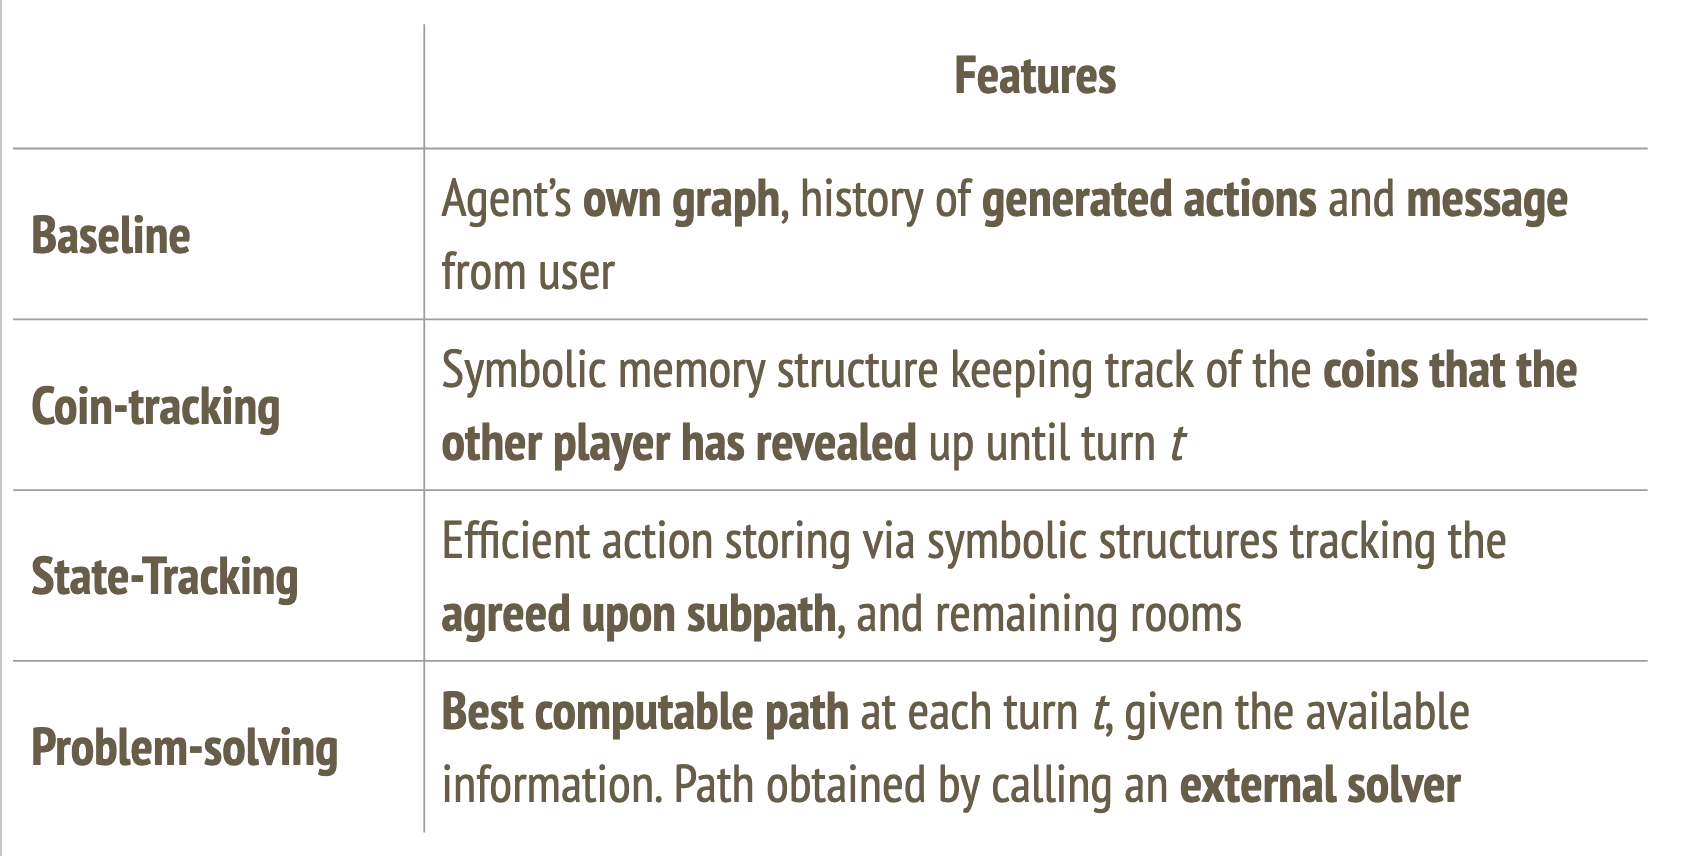 Features
Baseline
Agent’s own graph, history of generated actions and message
from user
Coin-tracking
Symbolic memory structure keeping track of the coins that the
other player has revealed up until turn t
State-Tracking
Efficient action storing via symbolic structures tracking the
agreed upon subpath, and remaining rooms
Problem-solving
Best computable path at each turn t, given the available
information. Path obtained by calling an external solver